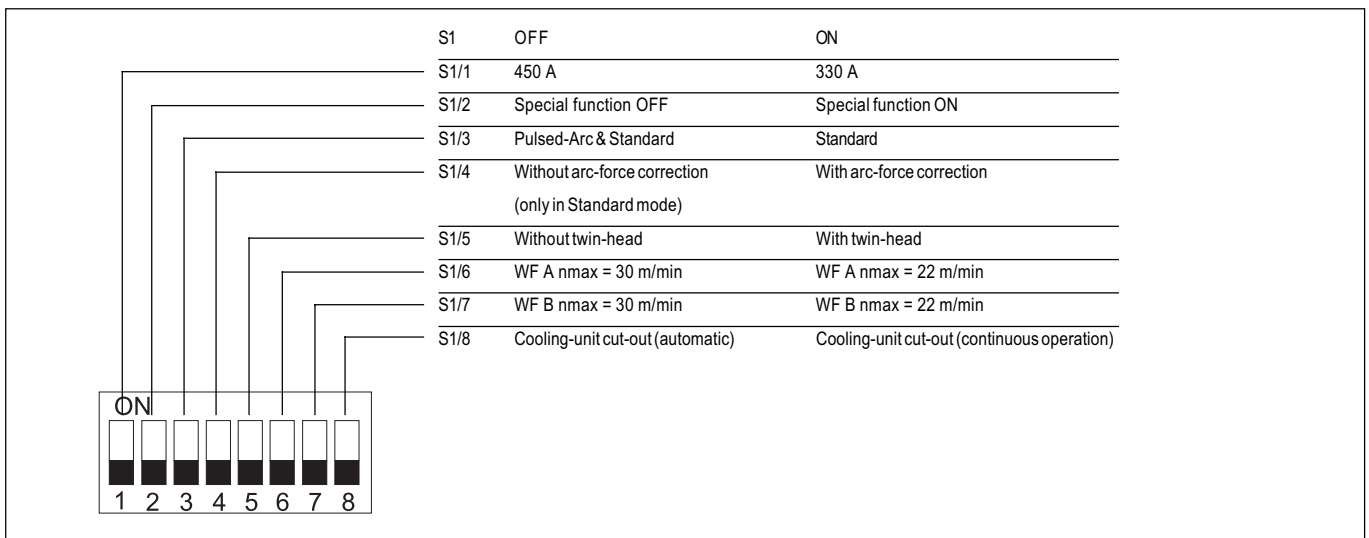 S1 OFF ON
S1/1 450 A 330 A
S1/2 Special function OFF Special function ON
S1/3 Pulsed-Arc & Standard Standard
S1/4 Without arc-force correction With arc-force correction
(only in Standard mode)
S1/5 Without twin-head With twin-head
S1/6 WF A nmax = 30 m/min WF A nmax = 22 m/min
S1/7 WF B nmax = 30 m/min WF B nmax = 22 m/min
S1/8 Cooling-unit cut-out (automatic) Cooling-unit cut-out (continuous operation)
ON
1 2 3 4 5 6 7 8